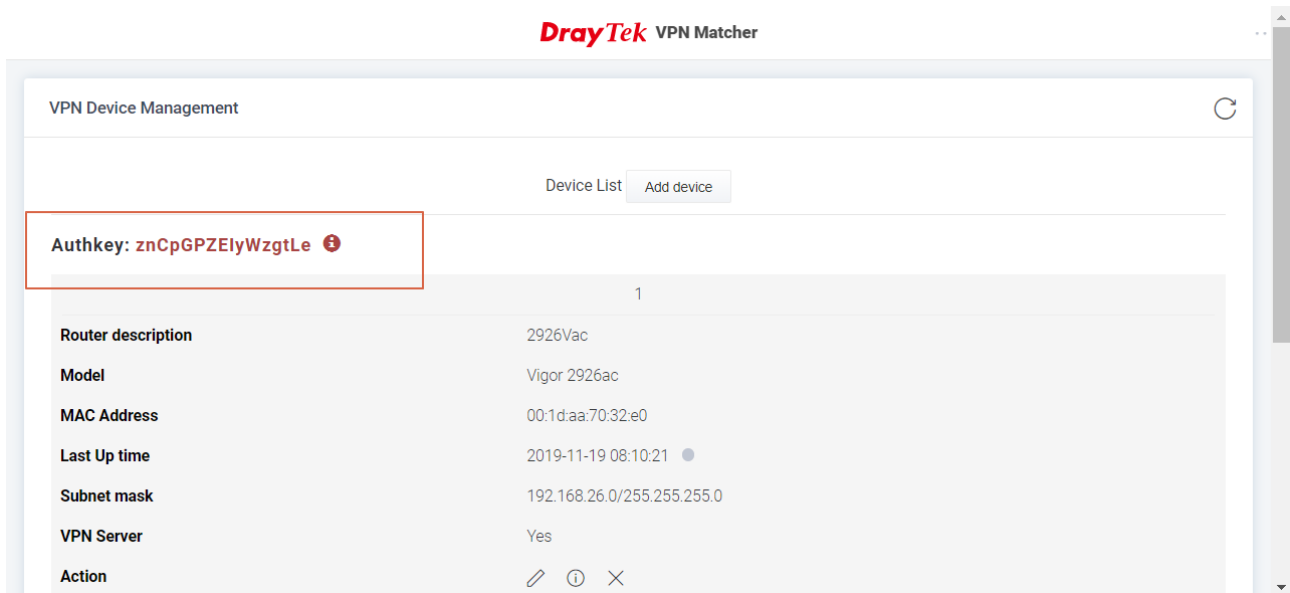 DrayTek VPN Matcher
VPN Device Management
Device List Add device
Authkey: znCpGPZEIyWzgtLe
1
Router description 2926Vac
Model Vigor 2926ac
MAC Address 00:1d:aa:70:32:e0
Last Up time 2019-11-19 08:10:21
Subnet mask 192.168.26.0/255.255.255.0
VPN Server Yes
Action